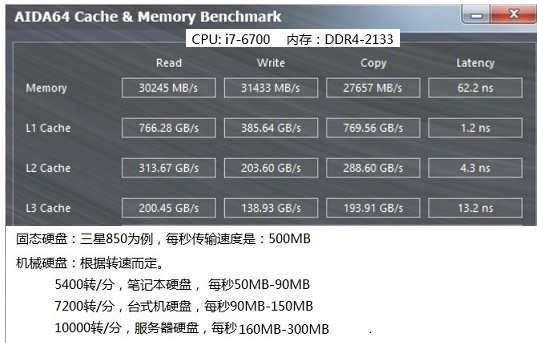 AIDA64 Cache & Memory Benchmark
CPU: i7-6700 内存：DDR4-2133
Read Write Copy Latency
Memory 30245 MB/s 31433 MB/s 27657 MB/s 62.2 ns
L1 Cache 766.28 GB/s 385.64 GB/s 769.56 GB/s 1.2 ns
L2 Cache 313.67 GB/s 203.60 GB/s 288.60 GB/s 4.3 ns
L3 Cache 200.45 GB/s 138.93 GB/s 193.91 GB/s 13.2 ns
固态硬盘：三星850为例，每秒传输速度是：500MB
机械硬盘：根据转速而定。
5400转/分，笔记本硬盘， 每秒50MB-90MB
7200转/分，台式机硬盘，每秒90MB-150MB
10000转/分，服务器硬盘，每秒160MB-300MB .